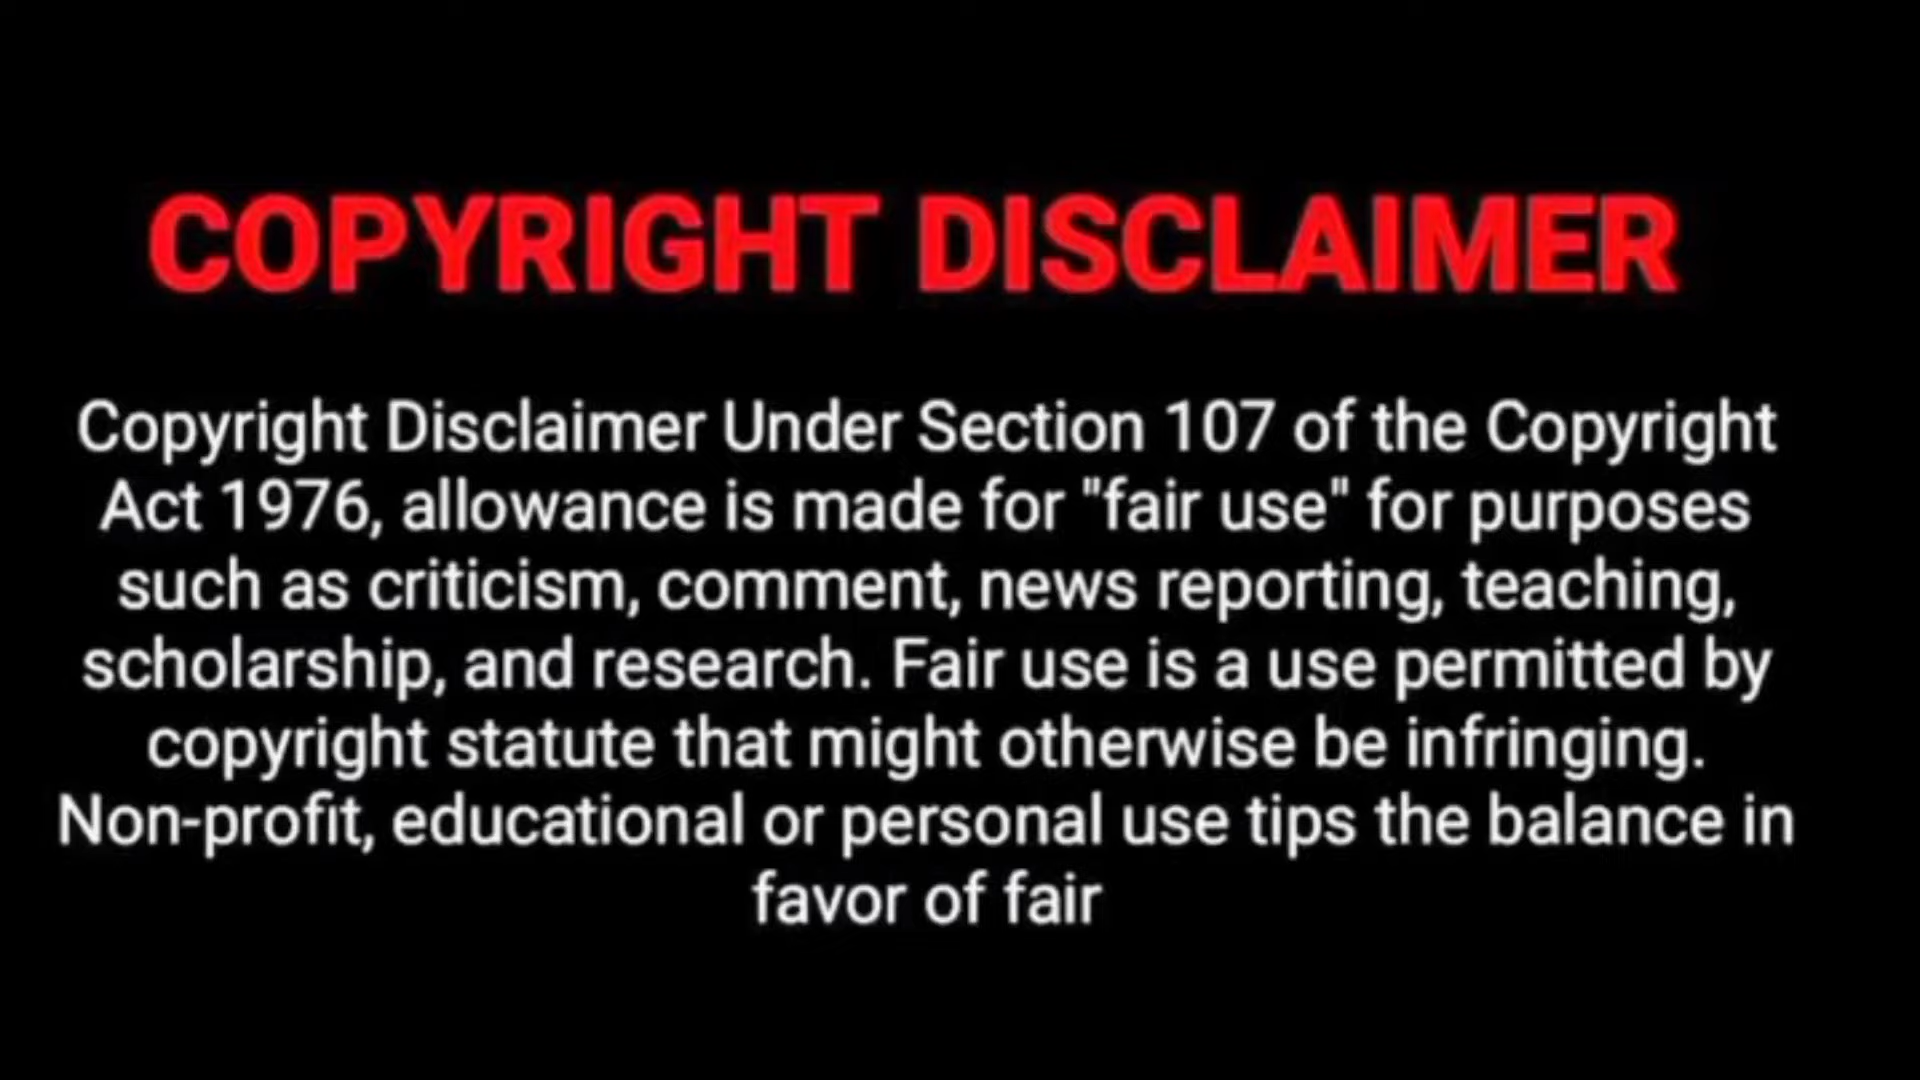 COPYRIGHT DISCLAIMER
Copyright Disclaimer Under Section 107 of the Copyright
Act 1976, allowance is made for "fair use" for purposes
such as criticism, comment, news reporting, teaching,
scholarship, and research. Fair use is a use permitted by
copyright statute that might otherwise be infringing.
Non-profit, educational or personal use tips the balance in
favor of fair